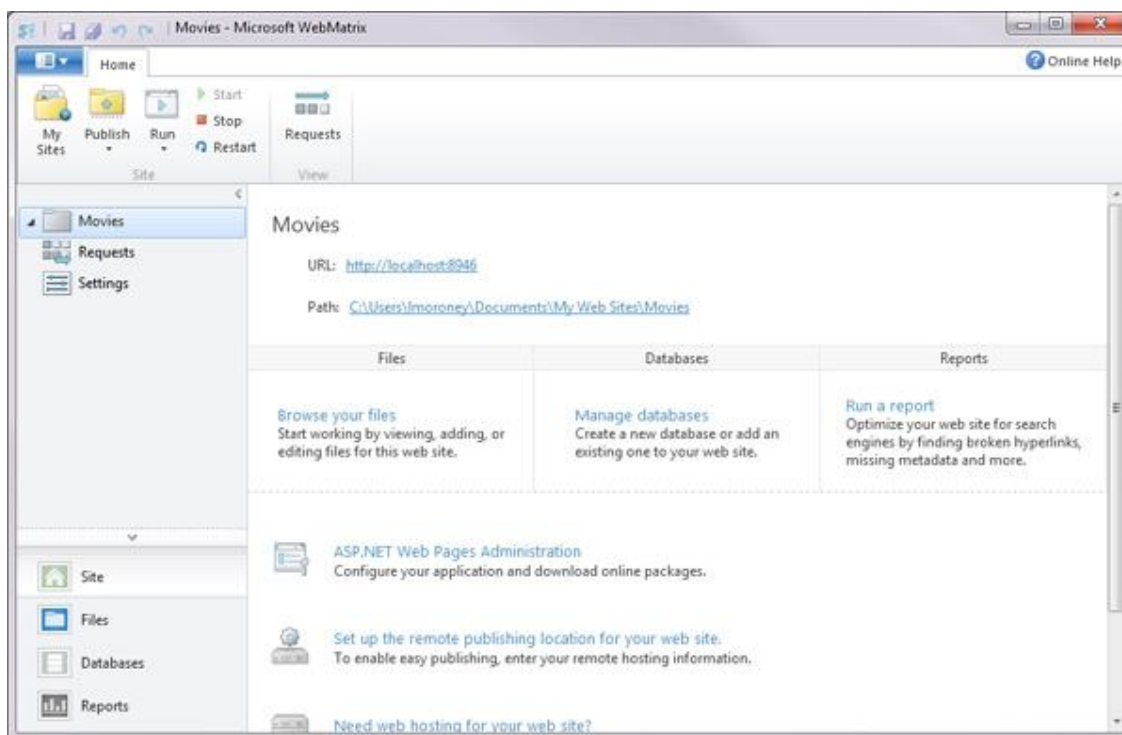 Movies - Microsoft WebMatrix
Home
Online Help
My Sites
Publish
Run
Start
Stop
Restart
Requests
Site
View
Movies
Requests
Settings
Movies
URL: http://localhost:8946
Path: C:\Users\lmoroney\Documents\My Web Sites\Movies
Files
Databases
Reports
Browse your files
Start working by viewing, adding, or
editing files for this web site.
Manage databases
Create a new database or add an
existing one to your web site.
Run a report
Optimize your web site for search
engines by finding broken hyperlinks,
missing metadata and more.
ASP.NET Web Pages Administration
Configure your application and download online packages.
Set up the remote publishing location for your web site.
To enable easy publishing, enter your remote hosting information.
Need web hosting for your web site?
Site
Files
Databases
Reports